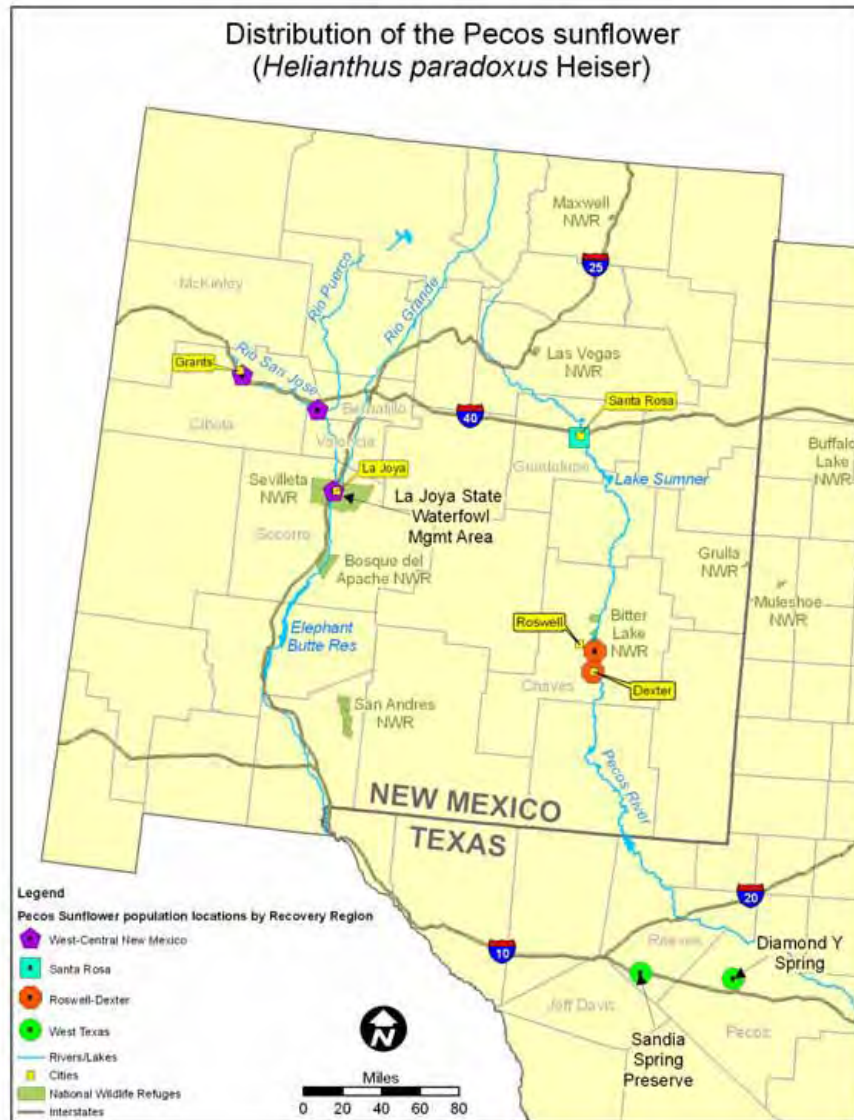 Distribution of the Pecos sunflower
(Helianthus paradoxus Heiser)
Maxwell
NWR
25
McKinley
Rio Puerco
Rio Grande
Grants
Rio San Jose
Las Vegas
NWR
Santa Rosa
Bernalillo
40
Cibola
Valencia
Guadalupe
Buffalo
Lake
NWR
Lake Sumner
La Joya
Sevilleta
NWR
La Joya State
Waterfowl
Mgmt Area
Socorro
Bosque del
Apache NWR
Grulla
NWR
Muleshoe
NWR
Roswell
Bitter
Lake
NWR
Elephant
Butte Res
Dexter
Chaves
San Andres
NWR
Pecos River
NEW MEXICO
TEXAS
20
10
Reeves
Diamond Y
Spring
Jeff Davis
Pecos
Sandia
Spring
Preserve
Legend
Pecos Sunflower population locations by Recovery Region
West-Central New Mexico
Santa Rosa
Roswell-Dexter
West Texas
Rivers/Lakes
Cities
National Wildlife Refuges
Interstates
N
Miles
0 20 40 60 80